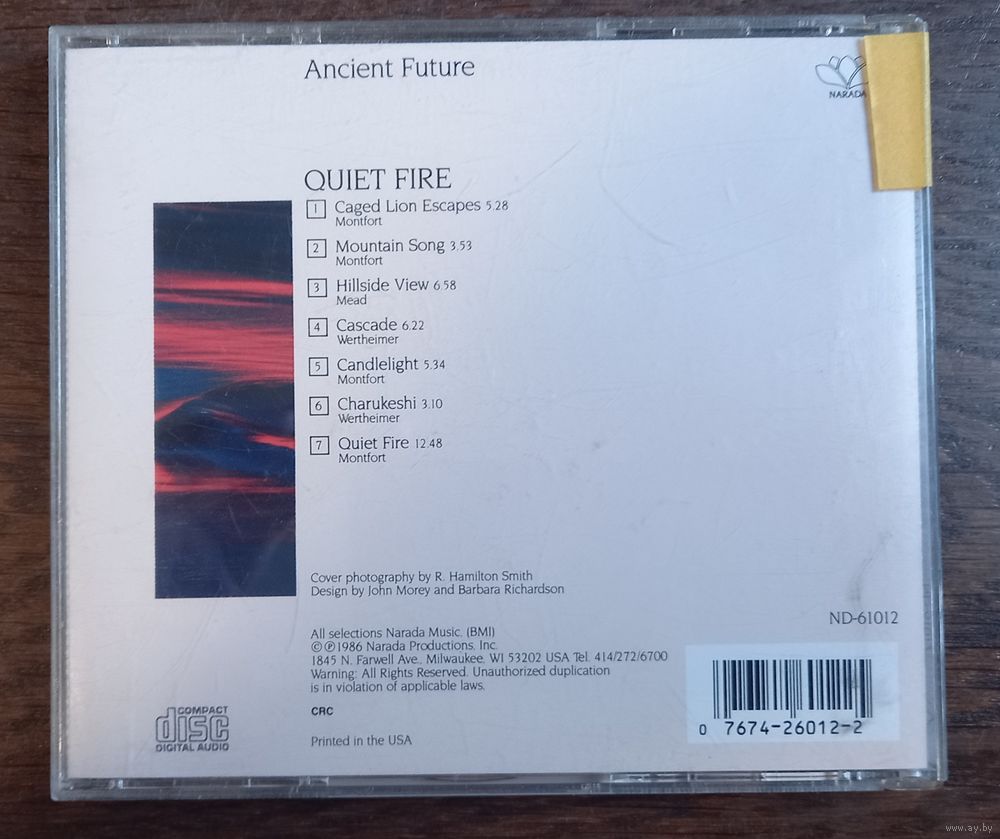 Ancient Future
NARADA
QUIET FIRE
1 Caged Lion Escapes 5.28
Montfort
2 Mountain Song 3.53
Montfort
3 Hillside View 6.58
Mead
4 Cascade 6.22
Wertheimer
5 Candlelight 5.34
Montfort
6 Charukeshi 3.10
Wertheimer
7 Quiet Fire 12.48
Montfort
Cover photography by R. Hamilton Smith
Design by John Morey and Barbara Richardson
ND-61012
All selections Narada Music, (BMI)
© ℗ 1986 Narada Productions, Inc.
1845 N. Farwell Ave., Milwaukee, WI 53202 USA Tel. 414/272/6700
Warning: All Rights Reserved. Unauthorized duplication
is in violation of applicable laws.
CRC
Printed in the USA
COMPACT
disc
DIGITAL AUDIO
0 7674-26012-2
www.ay.by